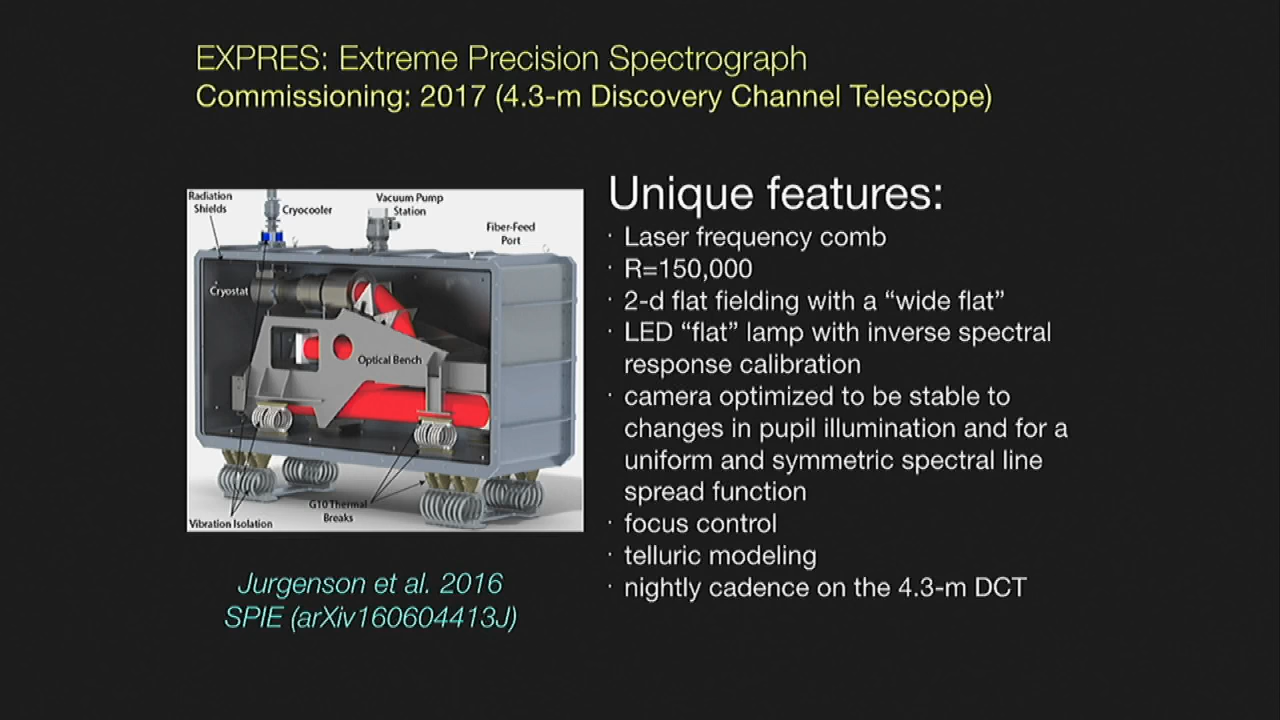 EXPRES: Extreme Precision Spectrograph
Commissioning: 2017 (4.3-m Discovery Channel Telescope)
Radiation
Shields
Cryocooler
Vacuum Pump
Station
Fiber-Feed
Port
Cryostat
Optical Bench
G10 Thermal
Breaks
Vibration Isolation
Jurgenson et al. 2016
SPIE (arXiv160604413J)
Unique features:
· Laser frequency comb
· R=150,000
· 2-d flat fielding with a “wide flat”
· LED “flat” lamp with inverse spectral
response calibration
· camera optimized to be stable to
changes in pupil illumination and for a
uniform and symmetric spectral line
spread function
· focus control
· telluric modeling
· nightly cadence on the 4.3-m DCT